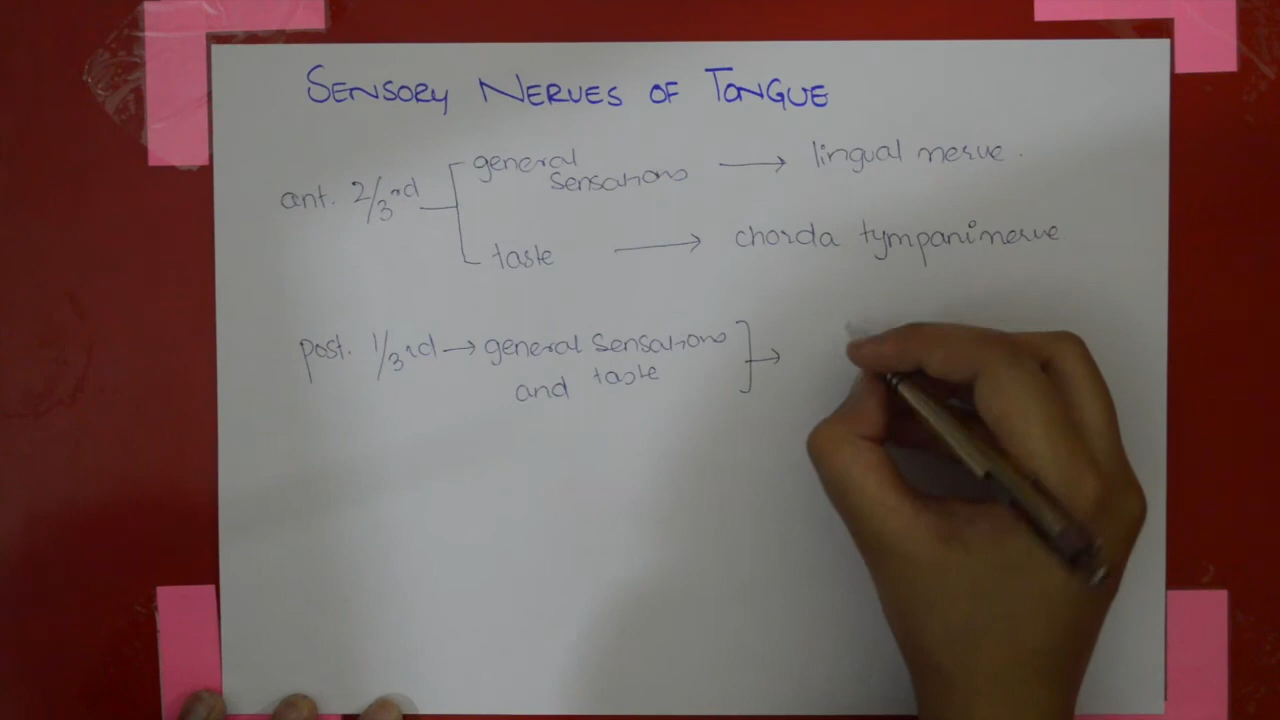 SENSORY NERVES OF TONGUE
ant. 2/3rd general sensations → lingual nerve.
taste → chorda tympani nerve
post. 1/3rd → general sensations and taste →